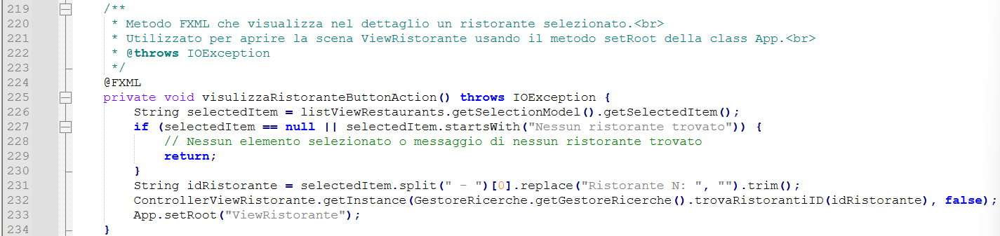 219 /**
220 * Metodo FXML che visualizza nel dettaglio un ristorante selezionato.<br>
221 * Utilizzato per aprire la scena ViewRistorante usando il metodo setRoot della class App.<br>
222 * @throws IOException
223 */
224 @FXML
225 private void visulizzaRistoranteButtonAction() throws IOException {
226 String selectedItem = listViewRestaurants.getSelectionModel().getSelectedItem();
227 if (selectedItem == null || selectedItem.startsWith("Nessun ristorante trovato")) {
228 // Nessun elemento selezionato o messaggio di nessun ristorante trovato
229 return;
230 }
231 String idRistorante = selectedItem.split(" - ")[0].replace("Ristorante N: ", "").trim();
232 ControllerViewRistorante.getInstance(GestoreRicerche.getGestoreRicerche().trovaRistorantiID(idRistorante), false);
233 App.setRoot("ViewRistorante");
234 }